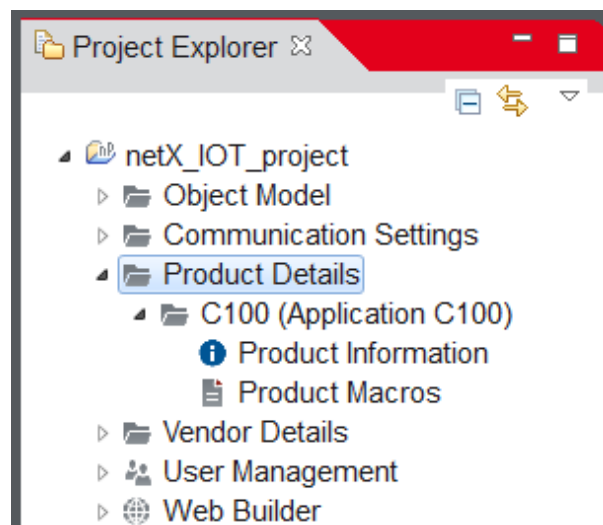 Project Explorer
netX_IOT_project
Object Model
Communication Settings
Product Details
C100 (Application C100)
Product Information
Product Macros
Vendor Details
User Management
Web Builder